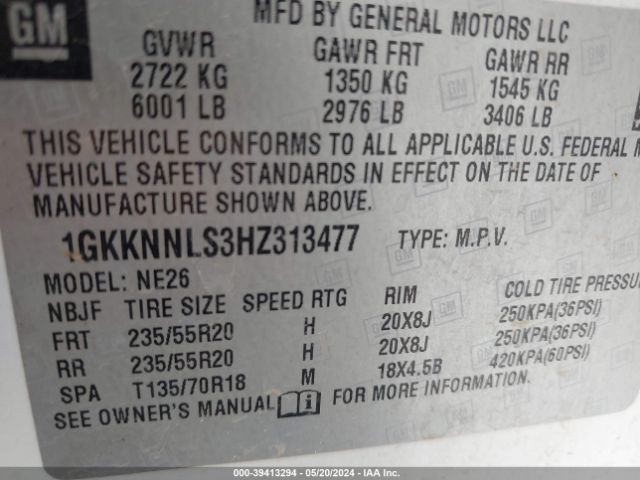 GM
MFD BY GENERAL MOTORS LLC
GVWR GAWR FRT GAWR RR
2722 KG 1350 KG 1545 KG
6001 LB 2976 LB 3406 LB
THIS VEHICLE CONFORMS TO ALL APPLICABLE U.S. FEDERAL M
VEHICLE SAFETY STANDARDS IN EFFECT ON THE DATE OF
MANUFACTURE SHOWN ABOVE.
1GKKNNLS3HZ313477 TYPE: M.P.V.
MODEL: NE26
NBJF TIRE SIZE SPEED RTG RIM COLD TIRE PRESSU
FRT 235/55R20 H 20X8J 250KPA(36PSI)
RR 235/55R20 H 20X8J 250KPA(36PSI)
SPA T135/70R18 M 18X4.5B 420KPA(60PSI)
SEE OWNER'S MANUAL i FOR MORE INFORMATION.
000-39413294 - 05/20/2024 - IAA Inc.